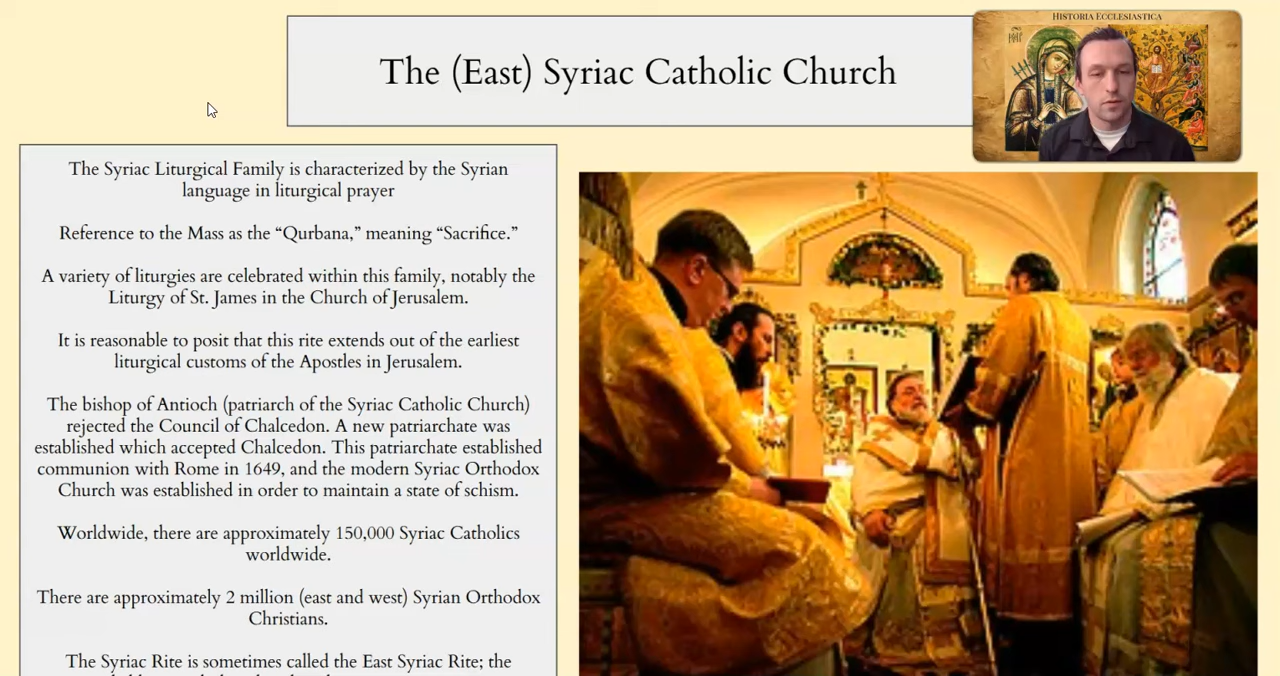 The (East) Syriac Catholic Church
HISTORIA ECCLESIASTICA
The Syriac Liturgical Family is characterized by the Syrian
language in liturgical prayer
Reference to the Mass as the “Qurbana,” meaning “Sacrifice.”
A variety of liturgies are celebrated within this family, notably the
Liturgy of St. James in the Church of Jerusalem.
It is reasonable to posit that this rite extends out of the earliest
liturgical customs of the Apostles in Jerusalem.
The bishop of Antioch (patriarch of the Syriac Catholic Church)
rejected the Council of Chalcedon. A new patriarchate was
established which accepted Chalcedon. This patriarchate established
communion with Rome in 1649, and the modern Syriac Orthodox
Church was established in order to maintain a state of schism.
Worldwide, there are approximately 150,000 Syriac Catholics
worldwide.
There are approximately 2 million (east and west) Syrian Orthodox
Christians.
The Syriac Rite is sometimes called the East Syriac Rite; the